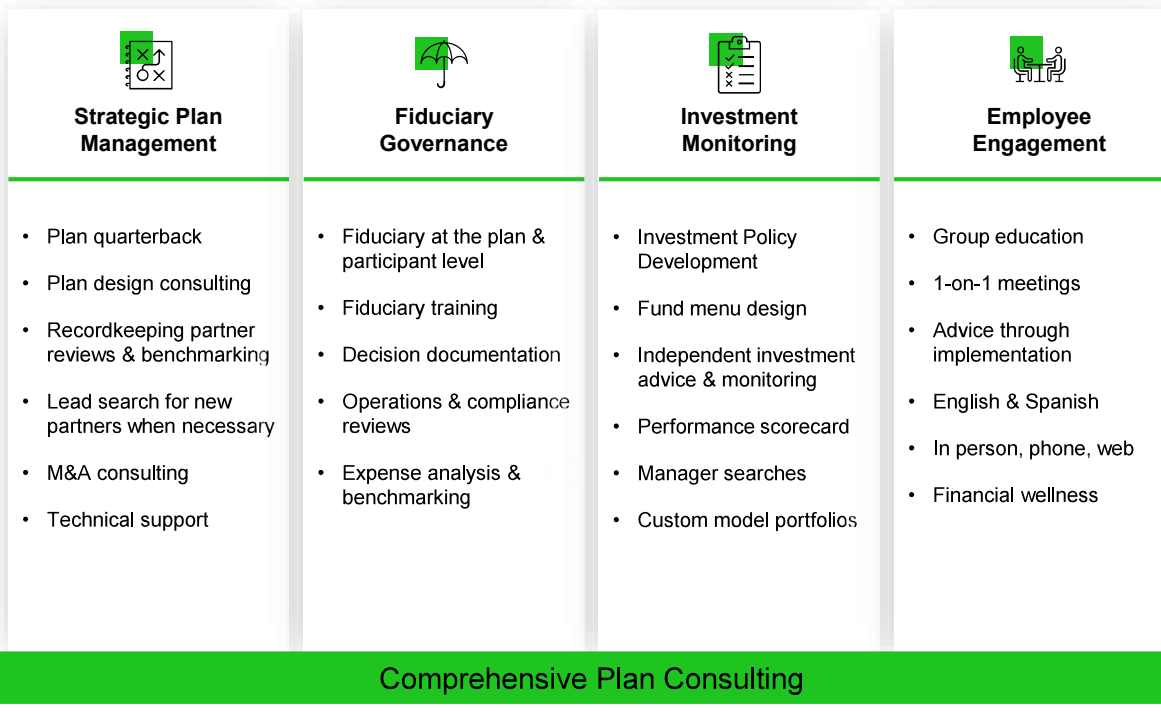 Strategic Plan
Management
• Plan quarterback
• Plan design consulting
• Recordkeeping partner
reviews & benchmarking
• Lead search for new
partners when necessary
• M&A consulting
• Technical support
Fiduciary
Governance
• Fiduciary at the plan &
participant level
• Fiduciary training
• Decision documentation
• Operations & compliance
reviews
• Expense analysis &
benchmarking
Investment
Monitoring
• Investment Policy
Development
• Fund menu design
• Independent investment
advice & monitoring
• Performance scorecard
• Manager searches
• Custom model portfolios
Employee
Engagement
• Group education
• 1-on-1 meetings
• Advice through
implementation
• English & Spanish
• In person, phone, web
• Financial wellness
Comprehensive Plan Consulting